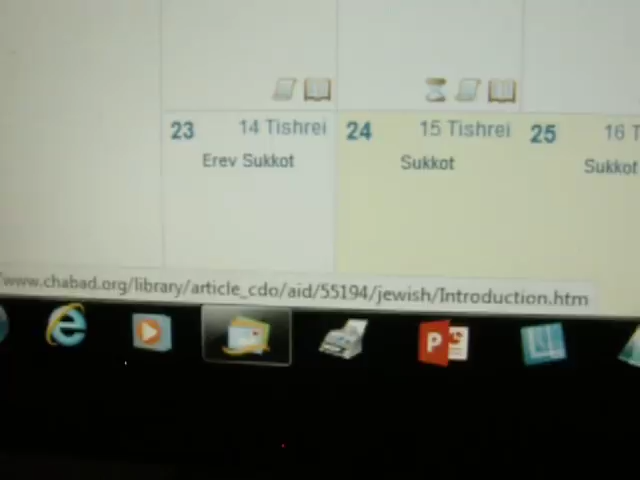 23 14 Tishrei 24 15 Tishrei 25 16
Erev Sukkot Sukkot Sukkot
www.chabad.org/library/article_cdo/aid/55194/jewish/Introduction.htm
P